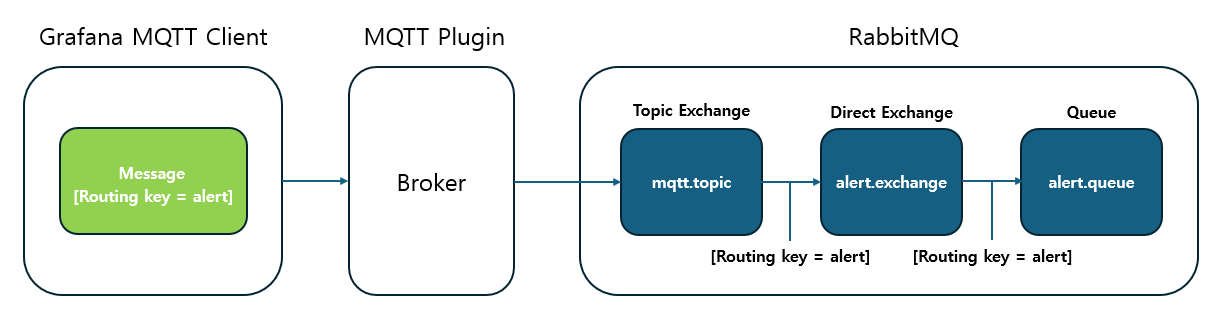 Grafana MQTT Client
MQTT Plugin
RabbitMQ
Message
[Routing key = alert]
Broker
Topic Exchange
mqtt.topic
Direct Exchange
alert.exchange
Queue
alert.queue
[Routing key = alert]
[Routing key = alert]